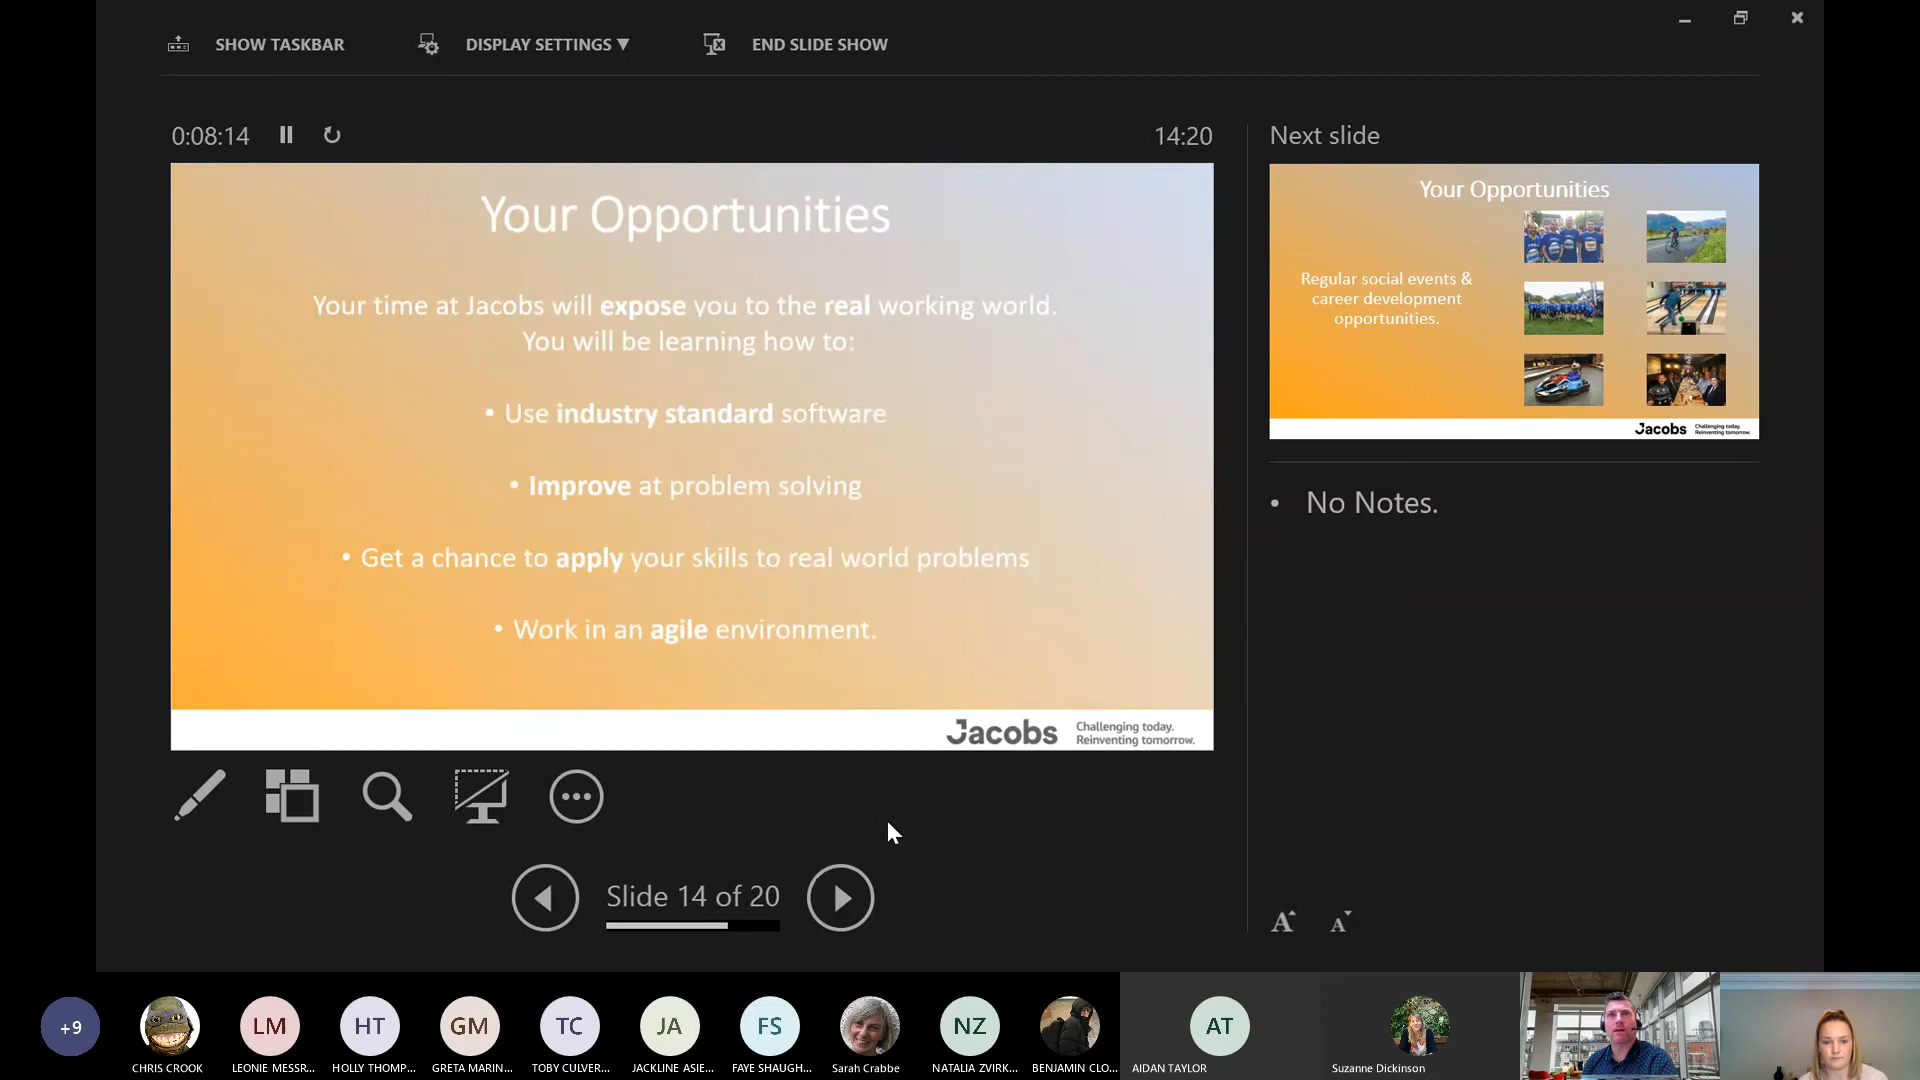 SHOW TASKBAR
DISPLAY SETTINGS ▼
END SLIDE SHOW
0:08:14
14:20
Your Opportunities
Your time at Jacobs will expose you to the real working world.
You will be learning how to:
• Use industry standard software
• Improve at problem solving
• Get a chance to apply your skills to real world problems
• Work in an agile environment.
Jacobs
Challenging today.
Reinventing tomorrow.
Next slide
Your Opportunities
Regular social events &
career development
opportunities.
Jacobs
Challenging today.
Reinventing tomorrow.
• No Notes.
Slide 14 of 20
A A
+9
LM
HT
GM
TC
JA
FS
NZ
AT
CHRIS CROOK
LEONIE MESSR...
HOLLY THOMP...
GRETA MARIN...
TOBY CULVER...
JACKLINE ASIE...
FAYE SHAUGH...
Sarah Crabbe
NATALIA ZVIRK...
BENJAMIN CLO...
AIDAN TAYLOR
Suzanne Dickinson